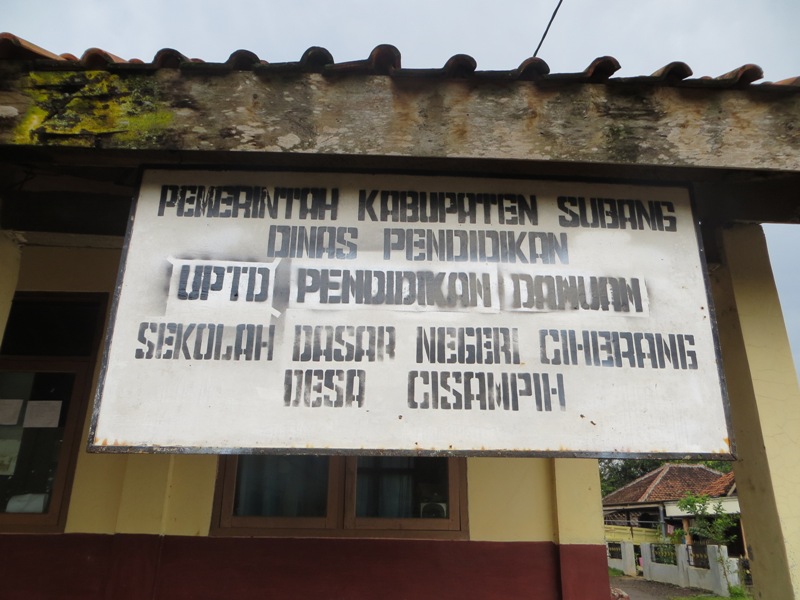 PEMERINTAH KABUPATEN SUBANG
DINAS PENDIDIKAN
UPTD PENDIDIKAN DAWUAN
SEKOLAH DASAR NEGERI CIHERANG
DESA CISAMPIH